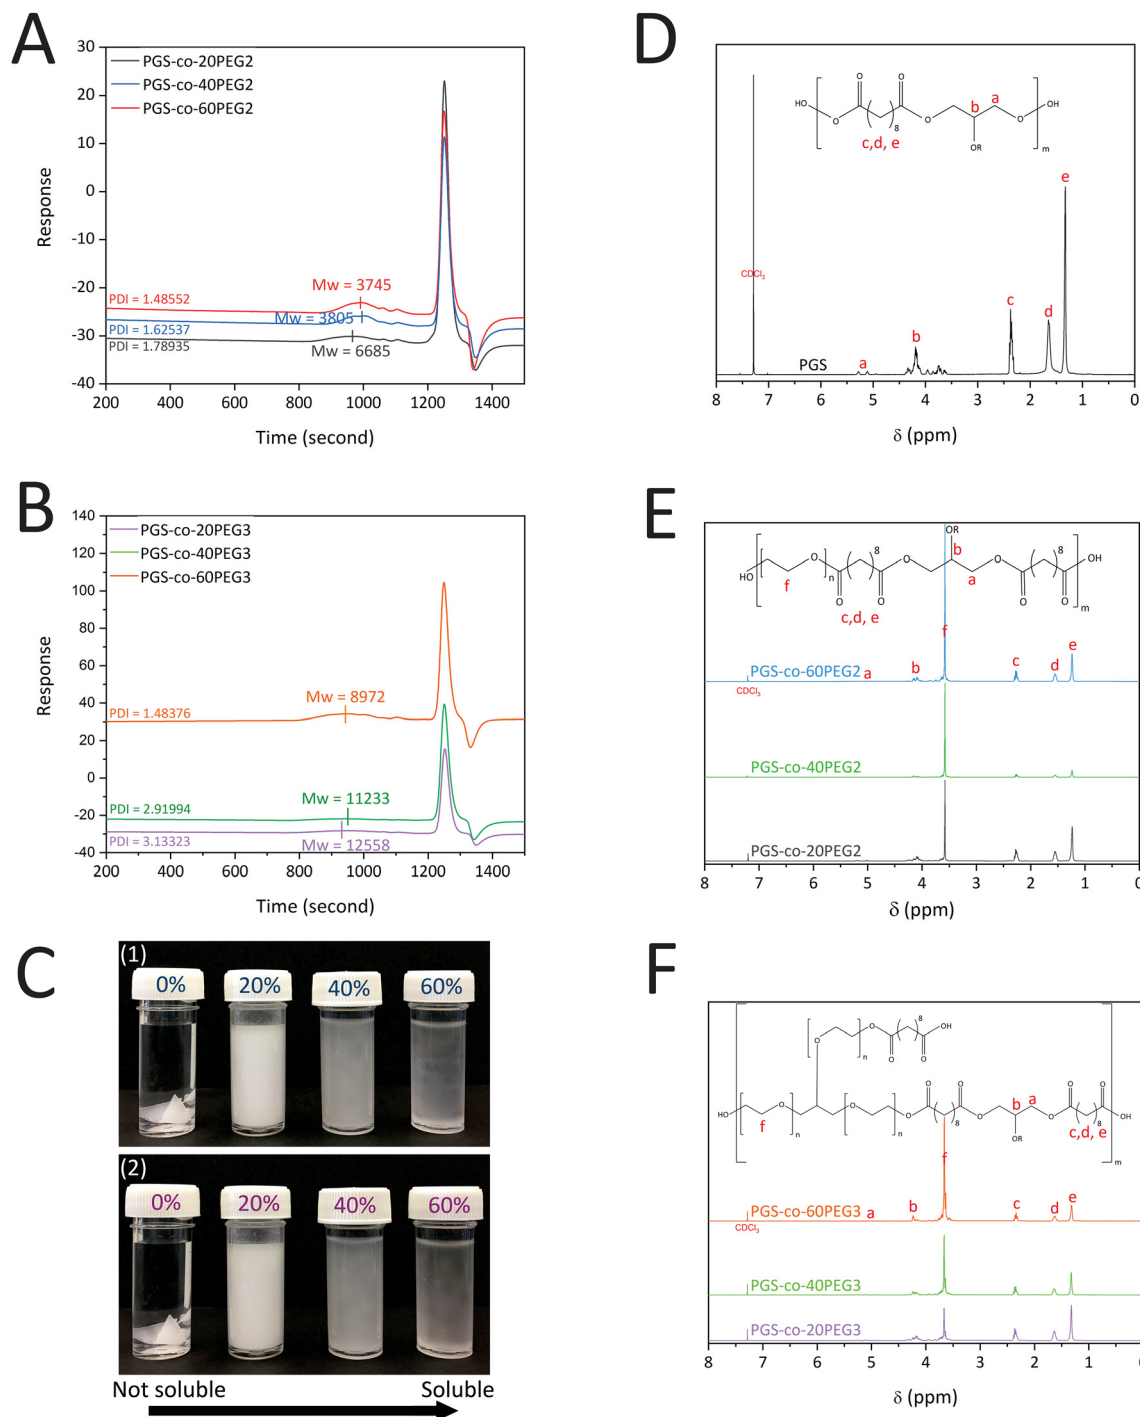 A
PGS-co-20PEG2
PGS-co-40PEG2
PGS-co-60PEG2
30
20
10
0
-10
-20
-30
-40
Response
Mw = 3745
Mw = 3805
Mw = 6685
PDI = 1.48552
PDI = 1.62537
PDI = 1.78935
200 400 600 800 1000 1200 1400
Time (second)
B
PGS-co-20PEG3
PGS-co-40PEG3
PGS-co-60PEG3
140
120
100
80
60
40
20
0
-20
-40
Response
Mw = 8972
PDI = 1.48376
Mw = 11233
PDI = 2.91994
PDI = 3.13323
Mw = 12558
200 400 600 800 1000 1200 1400
Time (second)
C
(1)
0% 20% 40% 60%
(2)
0% 20% 40% 60%
Not soluble Soluble
D
O O
HO O 8 O b a O OH
OR m
c,d, e
e
CDCl3
c
d
b
a
PGS
8 7 6 5 4 3 2 1 0
δ (ppm)
E
OR
8 b 8
HO O n O O OH
f a m
O O O O
c,d, e
f
e
PGS-co-60PEG2 a b c d
CDCl3
PGS-co-40PEG2
PGS-co-20PEG2
8 7 6 5 4 3 2 1 0
δ (ppm)
F
O O 8 OH
O n O O
O O O O
HO O O O b a O OH
f n n 8 O OR c,d, e 8 m
f
e
PGS-co-60PEG3 a b c d
CDCl3
PGS-co-40PEG3
PGS-co-20PEG3
8 7 6 5 4 3 2 1 0
δ (ppm)